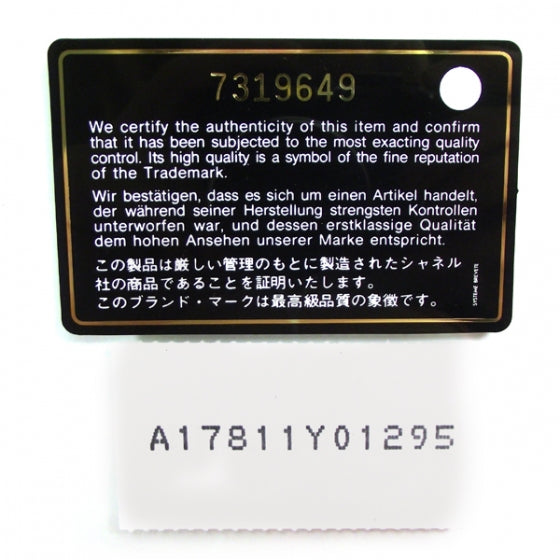 7319649
We certify the authenticity of this item and confirm
that it has been subjected to the most exacting quality
control. Its high quality is a symbol of the fine reputation
of the Trademark.
Wir bestätigen, dass es sich um einen Artikel handelt,
der während seiner Herstellung strengsten Kontrollen
unterworfen war, und dessen erstklassige Qualität
dem hohen Ansehen unserer Marke entspricht.
この製品は厳しい管理のもとに製造されたシャネル
社の商品であることを証明いたします。
このブランド・マークは最高級品質の象徴です。
SYSTEME BREVETE
A17811Y01295